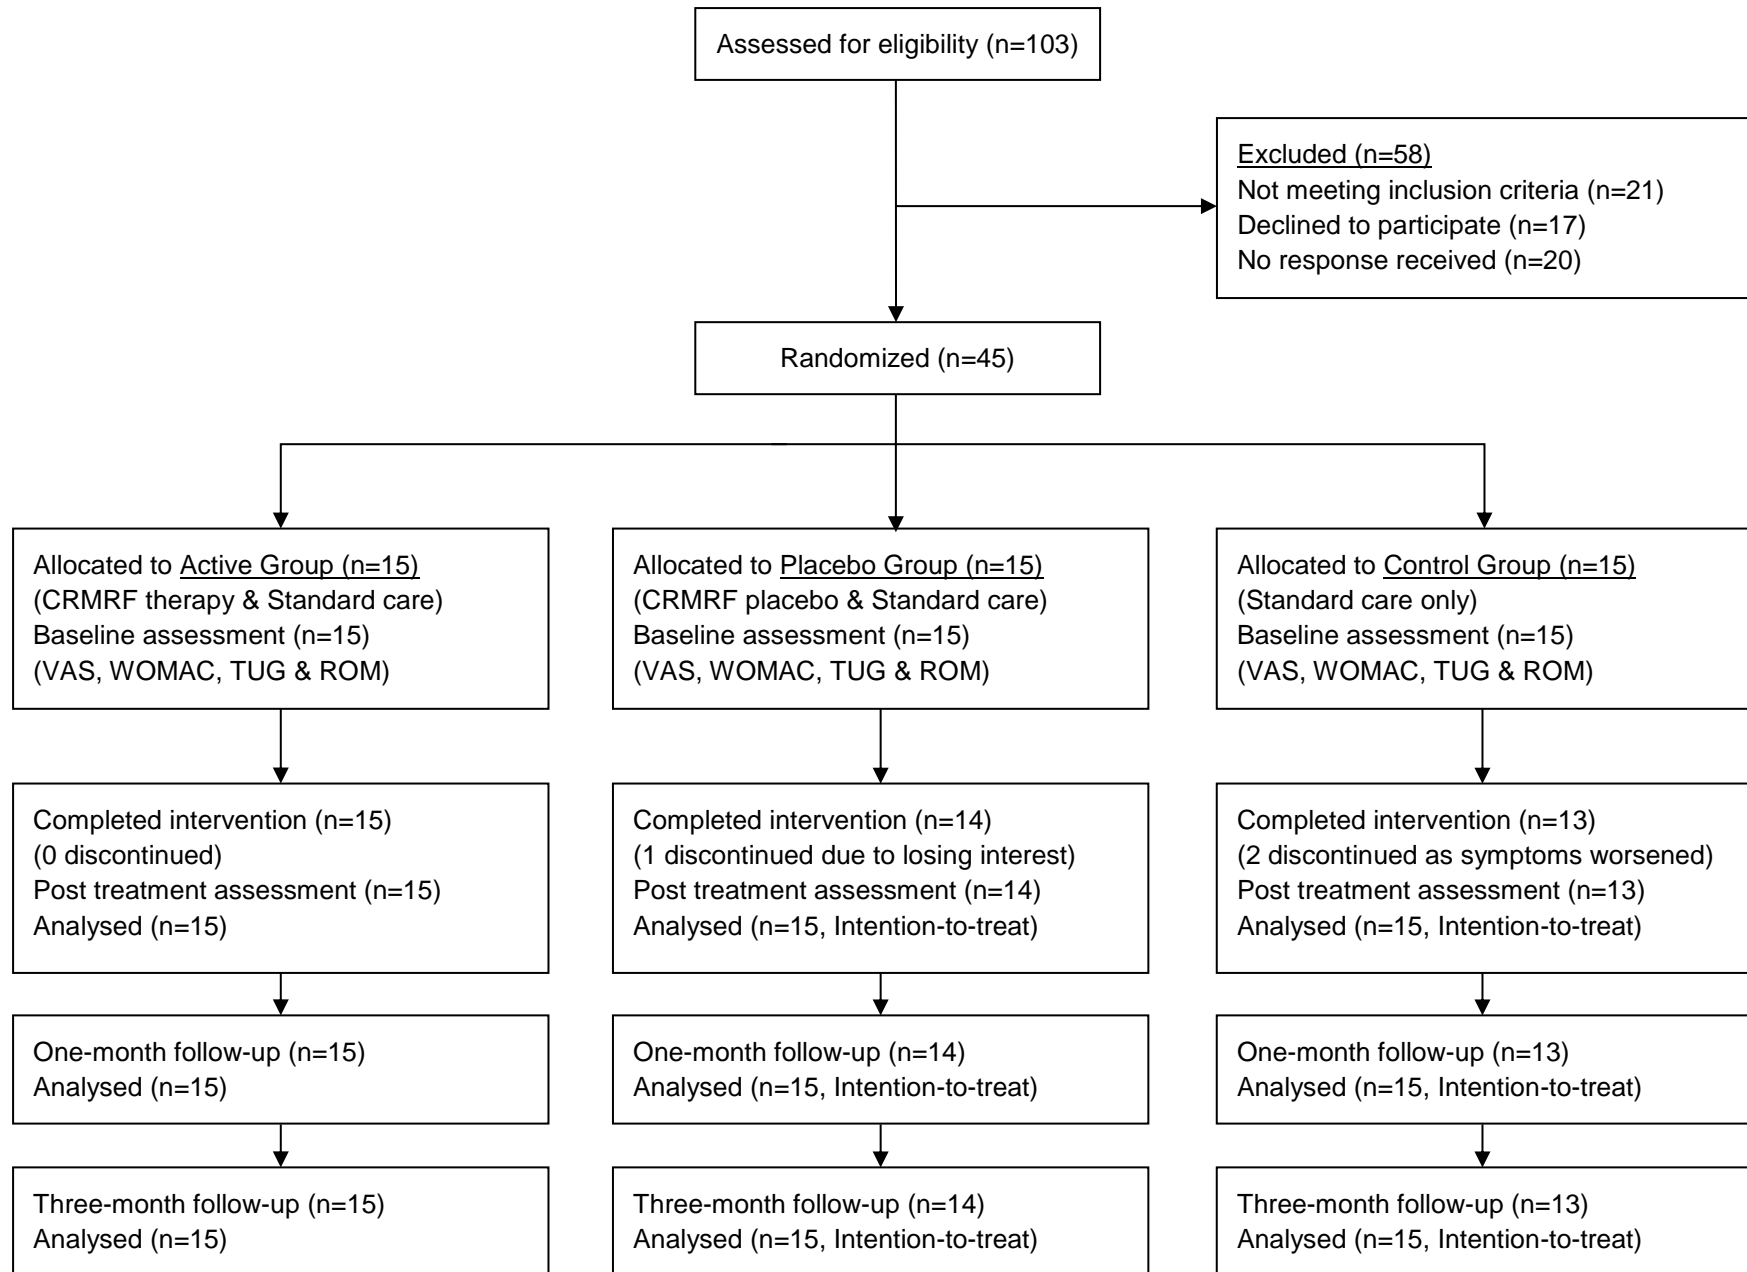 Assessed for eligibility (n=103)
Excluded (n=58)
Not meeting inclusion criteria (n=21)
Declined to participate (n=17)
No response received (n=20)
Randomized (n=45)
Allocated to Active Group (n=15)
(CRMRF therapy & Standard care)
Baseline assessment (n=15)
(VAS, WOMAC, TUG & ROM)
Allocated to Placebo Group (n=15)
(CRMRF placebo & Standard care)
Baseline assessment (n=15)
(VAS, WOMAC, TUG & ROM)
Allocated to Control Group (n=15)
(Standard care only)
Baseline assessment (n=15)
(VAS, WOMAC, TUG & ROM)
Completed intervention (n=15)
(0 discontinued)
Post treatment assessment (n=15)
Analysed (n=15)
Completed intervention (n=14)
(1 discontinued due to losing interest)
Post treatment assessment (n=14)
Analysed (n=15, Intention-to-treat)
Completed intervention (n=13)
(2 discontinued as symptoms worsened)
Post treatment assessment (n=13)
Analysed (n=15, Intention-to-treat)
One-month follow-up (n=15)
Analysed (n=15)
One-month follow-up (n=14)
Analysed (n=15, Intention-to-treat)
One-month follow-up (n=13)
Analysed (n=15, Intention-to-treat)
Three-month follow-up (n=15)
Analysed (n=15)
Three-month follow-up (n=14)
Analysed (n=15, Intention-to-treat)
Three-month follow-up (n=13)
Analysed (n=15, Intention-to-treat)